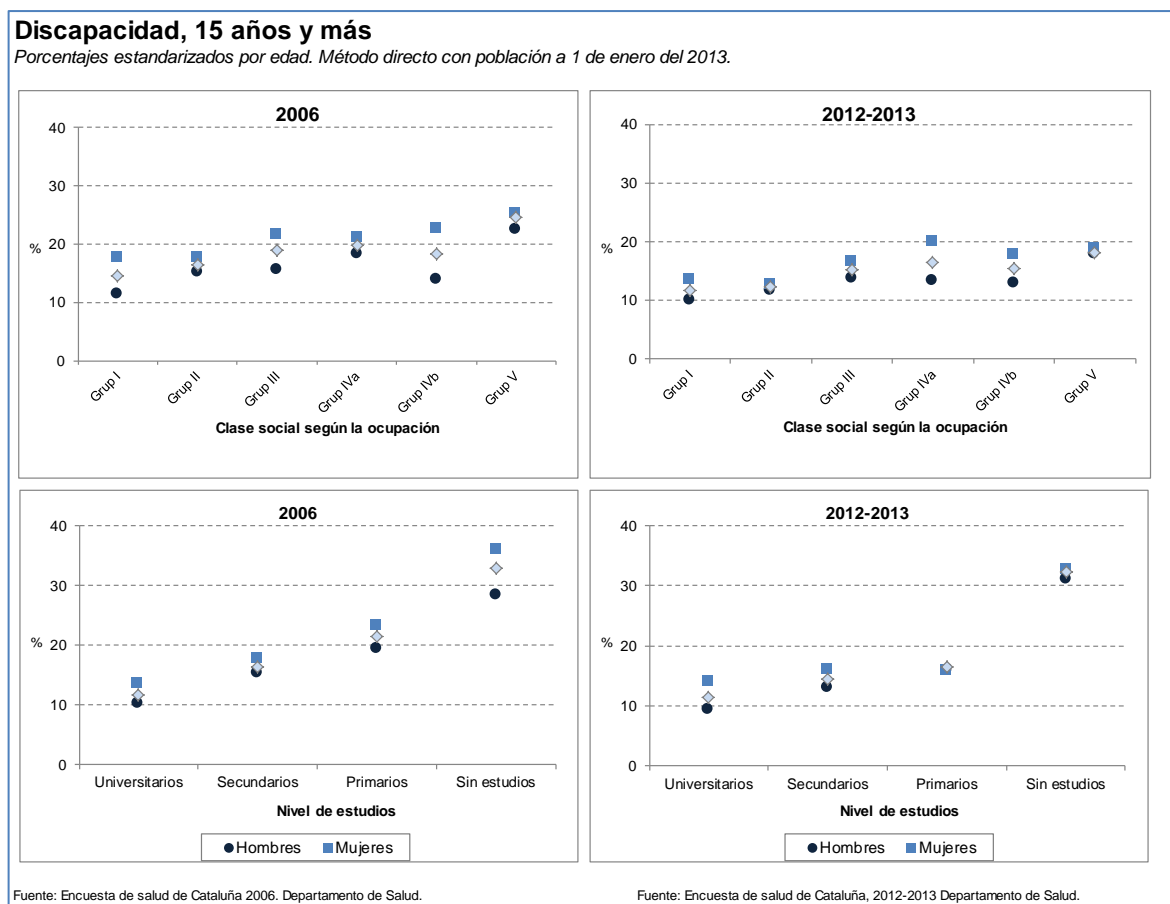 Discapacidad, 15 años y más
Porcentajes estandarizados por edad. Método directo con población a 1 de enero del 2013.
2006
40
30
20
10
0
%
Grup I
Grup II
Grup III
Grup IVa
Grup IVb
Grup V
Clase social según la ocupación
2012-2013
40
30
20
10
0
%
Grup I
Grup II
Grup III
Grup IVa
Grup IVb
Grup V
Clase social según la ocupación
2006
40
30
20
10
0
%
Universitarios
Secundarios
Primarios
Sin estudios
Nivel de estudios
Hombres
Mujeres
2012-2013
40
30
20
10
0
%
Universitarios
Secundarios
Primarios
Sin estudios
Nivel de estudios
Hombres
Mujeres
Fuente: Encuesta de salud de Cataluña 2006. Departamento de Salud.
Fuente: Encuesta de salud de Cataluña, 2012-2013 Departamento de Salud.